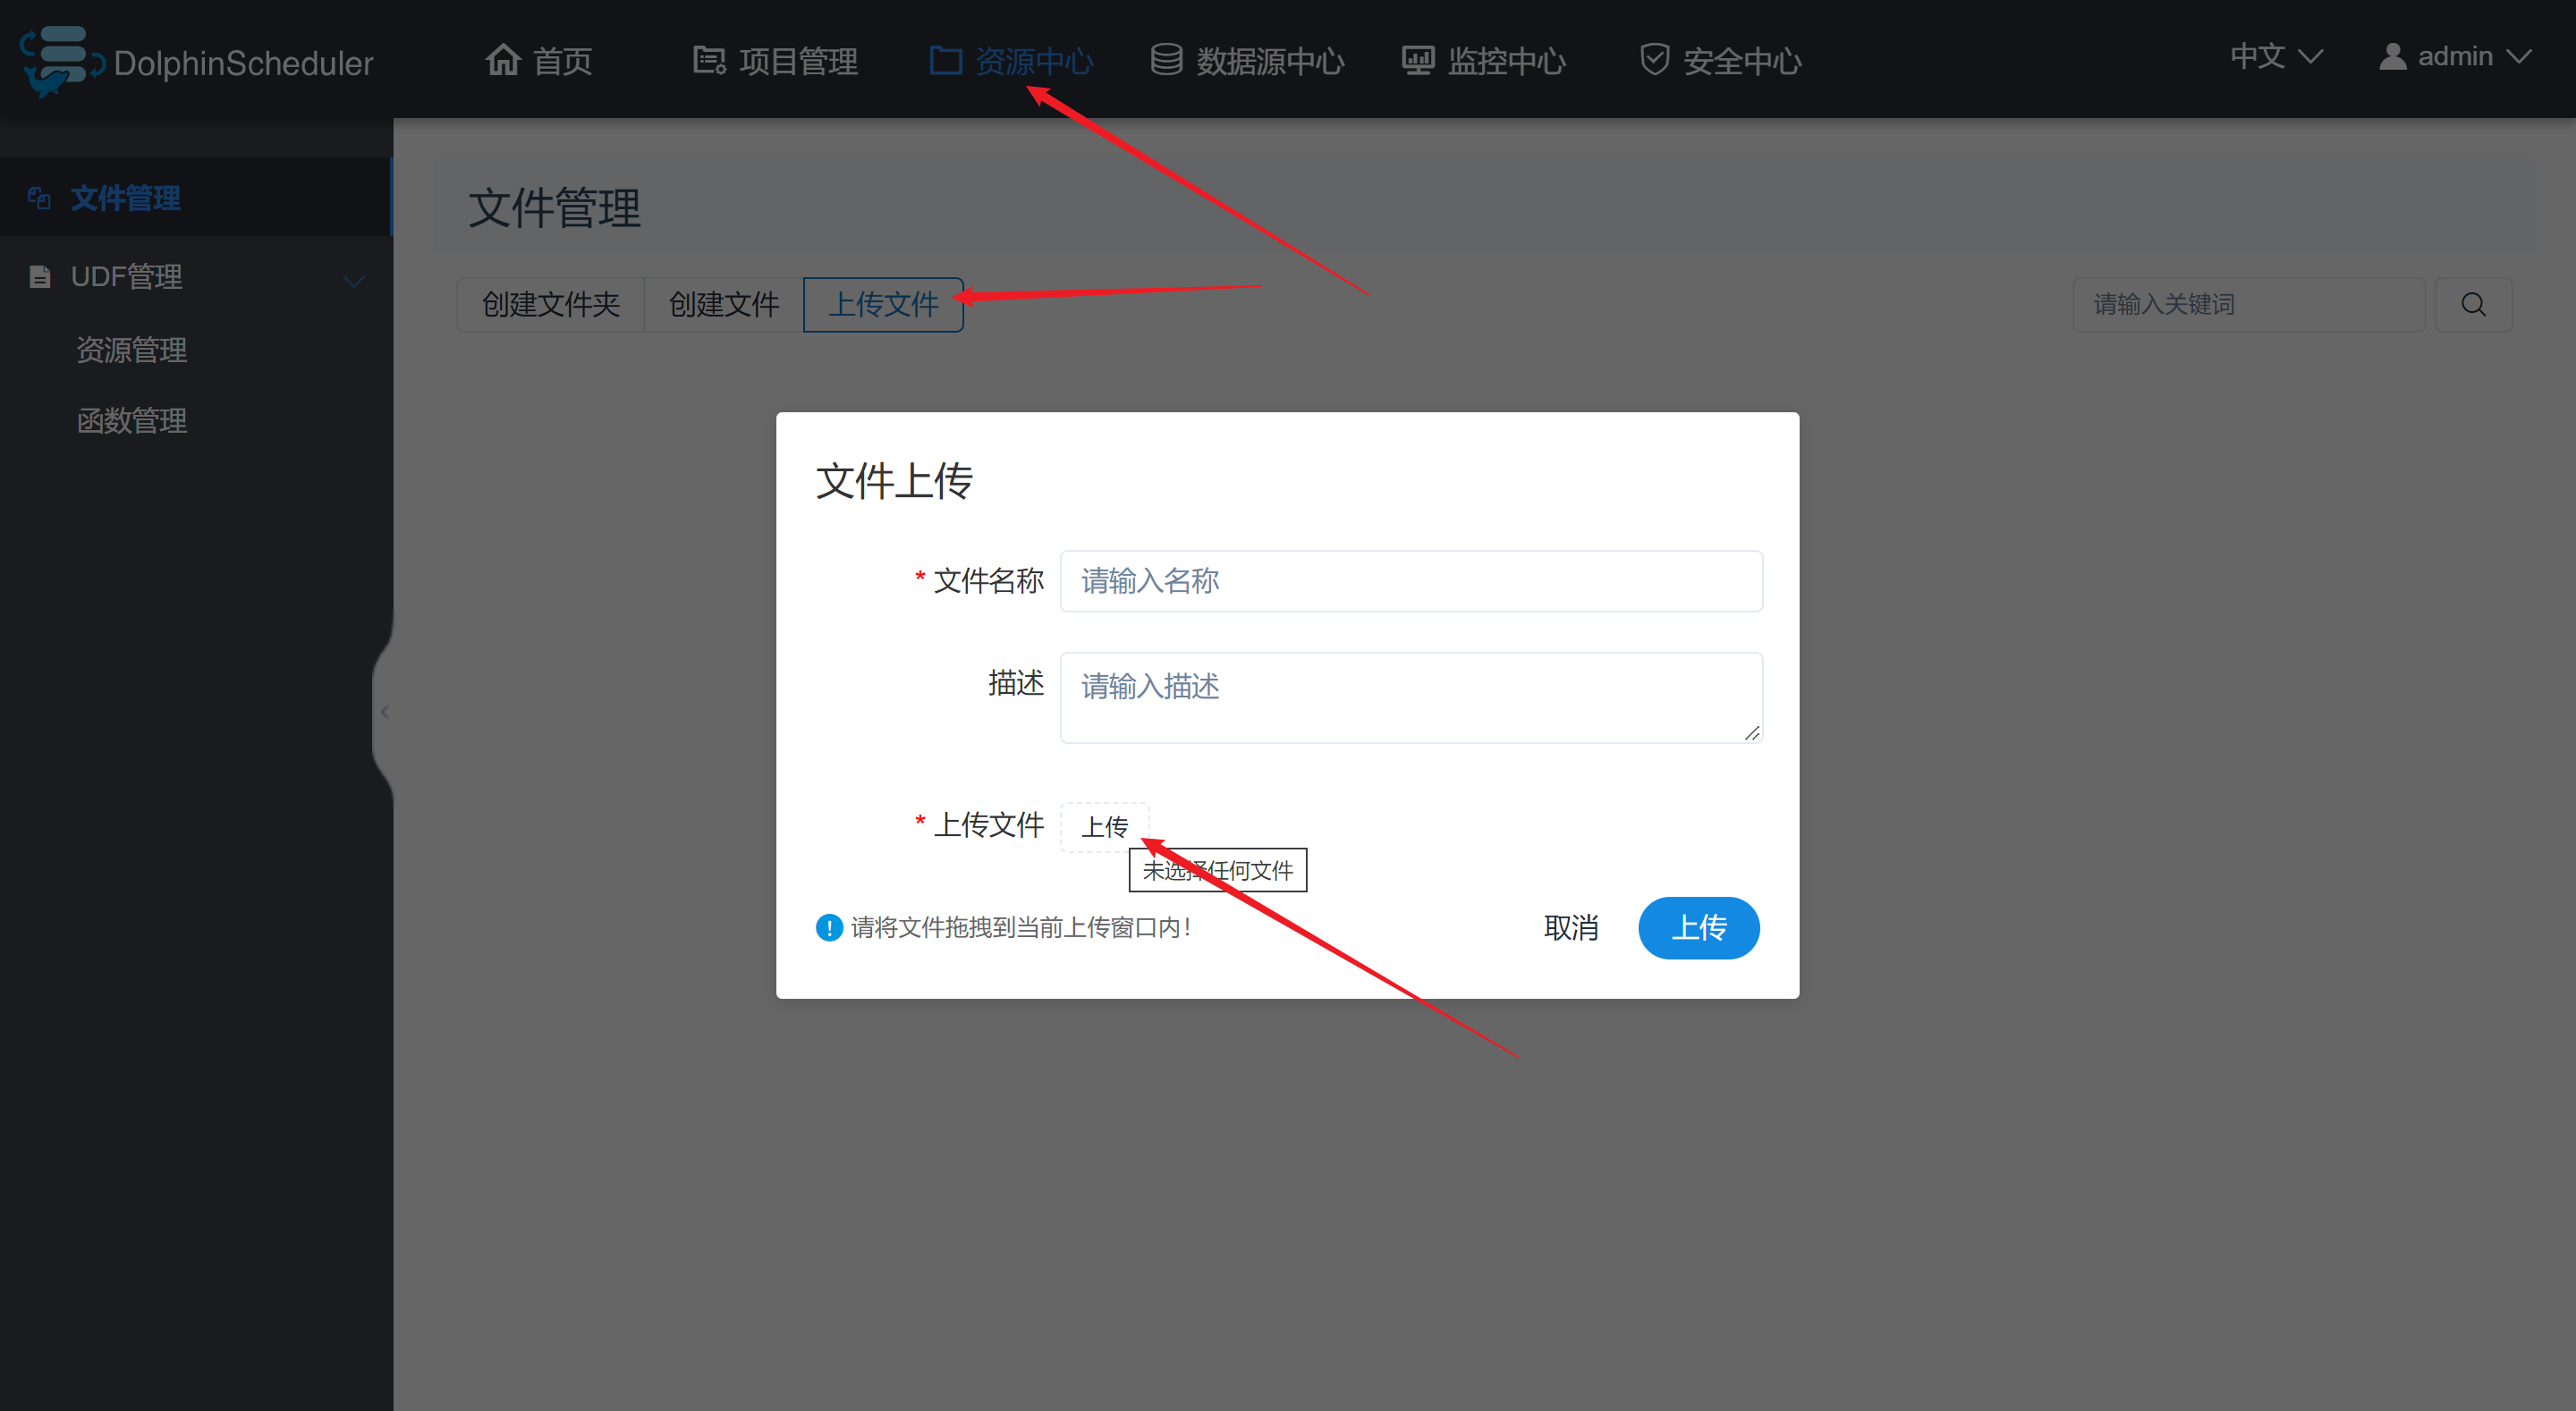 DolphinScheduler 首页 项目管理 资源中心 数据源中心 监控中心 安全中心 中文 admin
文件管理
UDF管理
资源管理
函数管理
文件管理
创建文件夹 创建文件 上传文件 请输入关键词
文件上传
* 文件名称 请输入名称
描述 请输入描述
* 上传文件 上传
未选择任何文件
请将文件拖拽到当前上传窗口内！ 取消 上传